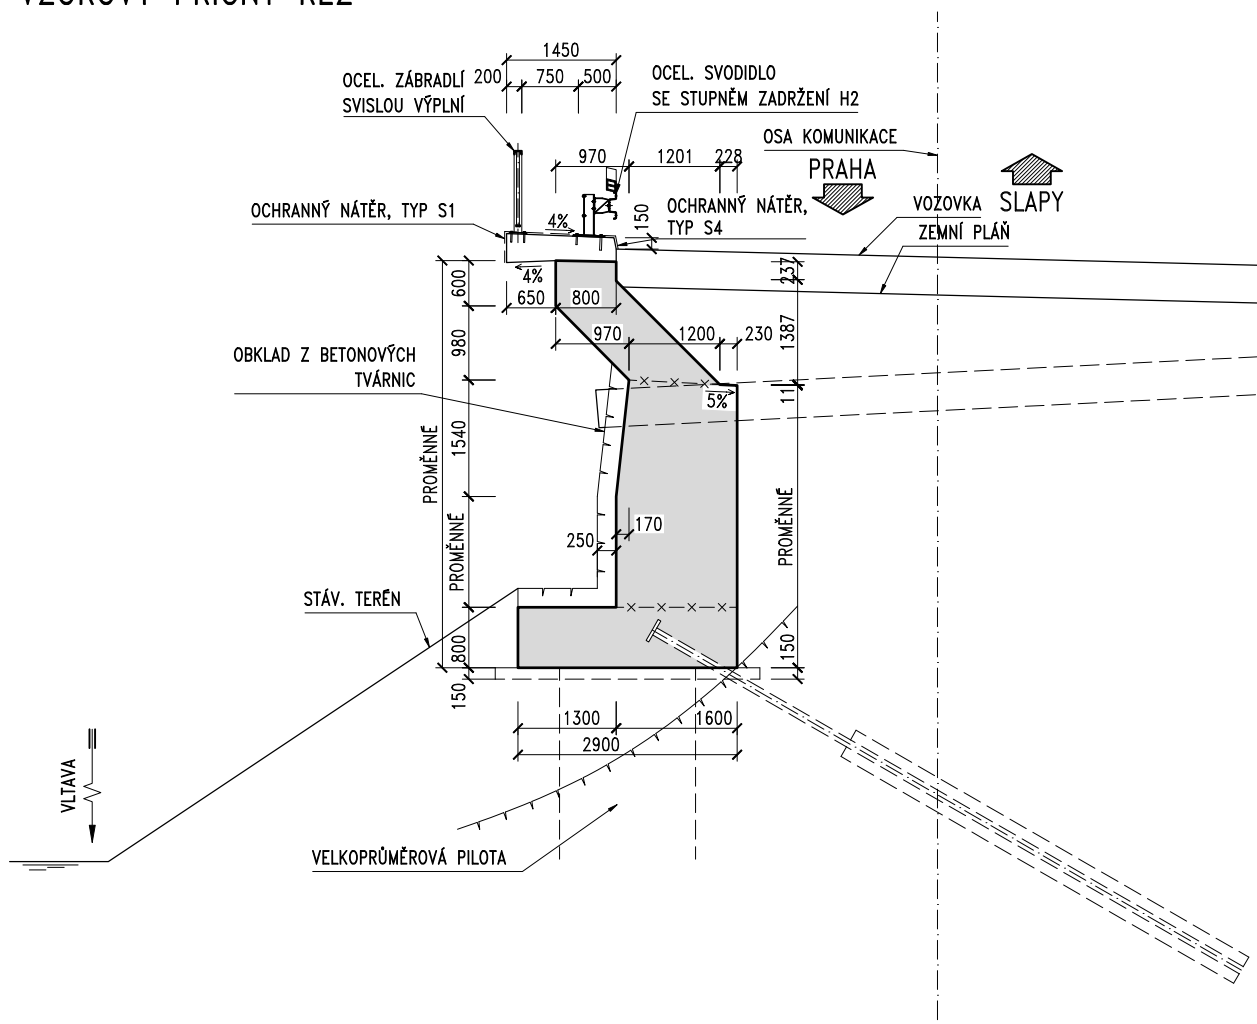 VZOROVÝ PŘÍČNÝ ŘEZ
1450
200 750 500
OCEL. ZÁBRADLÍ
SVISLOU VÝPLNÍ
OCEL. SVODIDLO
SE STUPNĚM ZADRŽENÍ H2
OSA KOMUNIKACE
970 1201 228
PRAHA
SLAPY
OCHRANNÝ NÁTĚR, TYP S1
4%
OCHRANNÝ NÁTĚR,
TYP S4
150
VOZOVKA
ZEMNÍ PLÁŇ
4%
237
600
650 800
1387
980
970 1200 230
OBKLAD Z BETONOVÝCH
TVÁRNIC
5%
11
1540
PROMĚNNÉ
PROMĚNNÉ
PROMĚNNÉ
170
250
STÁV. TERÉN
800
150
150
1300 1600
2900
VLTAVA
VELKOPRŮMĚROVÁ PILOTA